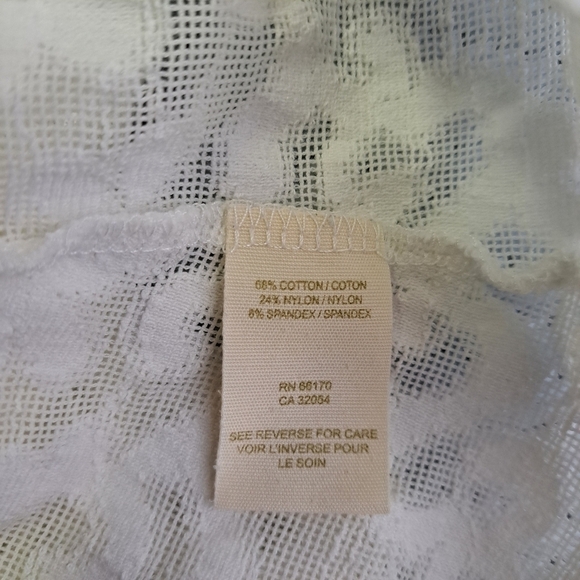 68% COTTON / COTON
24% NYLON / NYLON
8% SPANDEX / SPANDEX
RN 66170
CA 32054
SEE REVERSE FOR CARE
VOIR L'INVERSE POUR
LE SOIN